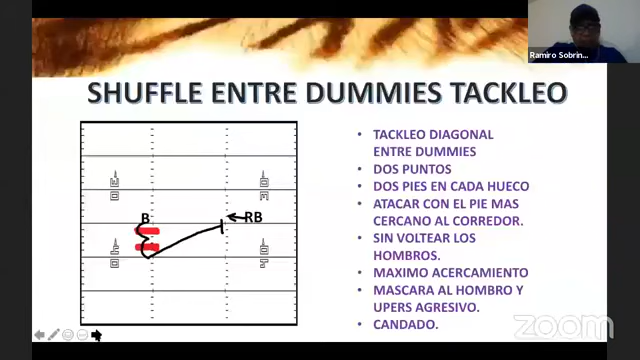 Ramiro Sobrin...
SHUFFLE ENTRE DUMMIES TACKLEO
• TACKLEO DIAGONAL
ENTRE DUMMIES
• DOS PUNTOS
• DOS PIES EN CADA HUECO
• ATACAR CON EL PIE MAS
CERCANO AL CORREDOR.
• SIN VOLTEAR LOS
HOMBROS.
• MAXIMO ACERCAMIENTO
• MASCARA AL HOMBRO Y
UPERS AGRESIVO.
• CANDADO.
B
RB
zoom